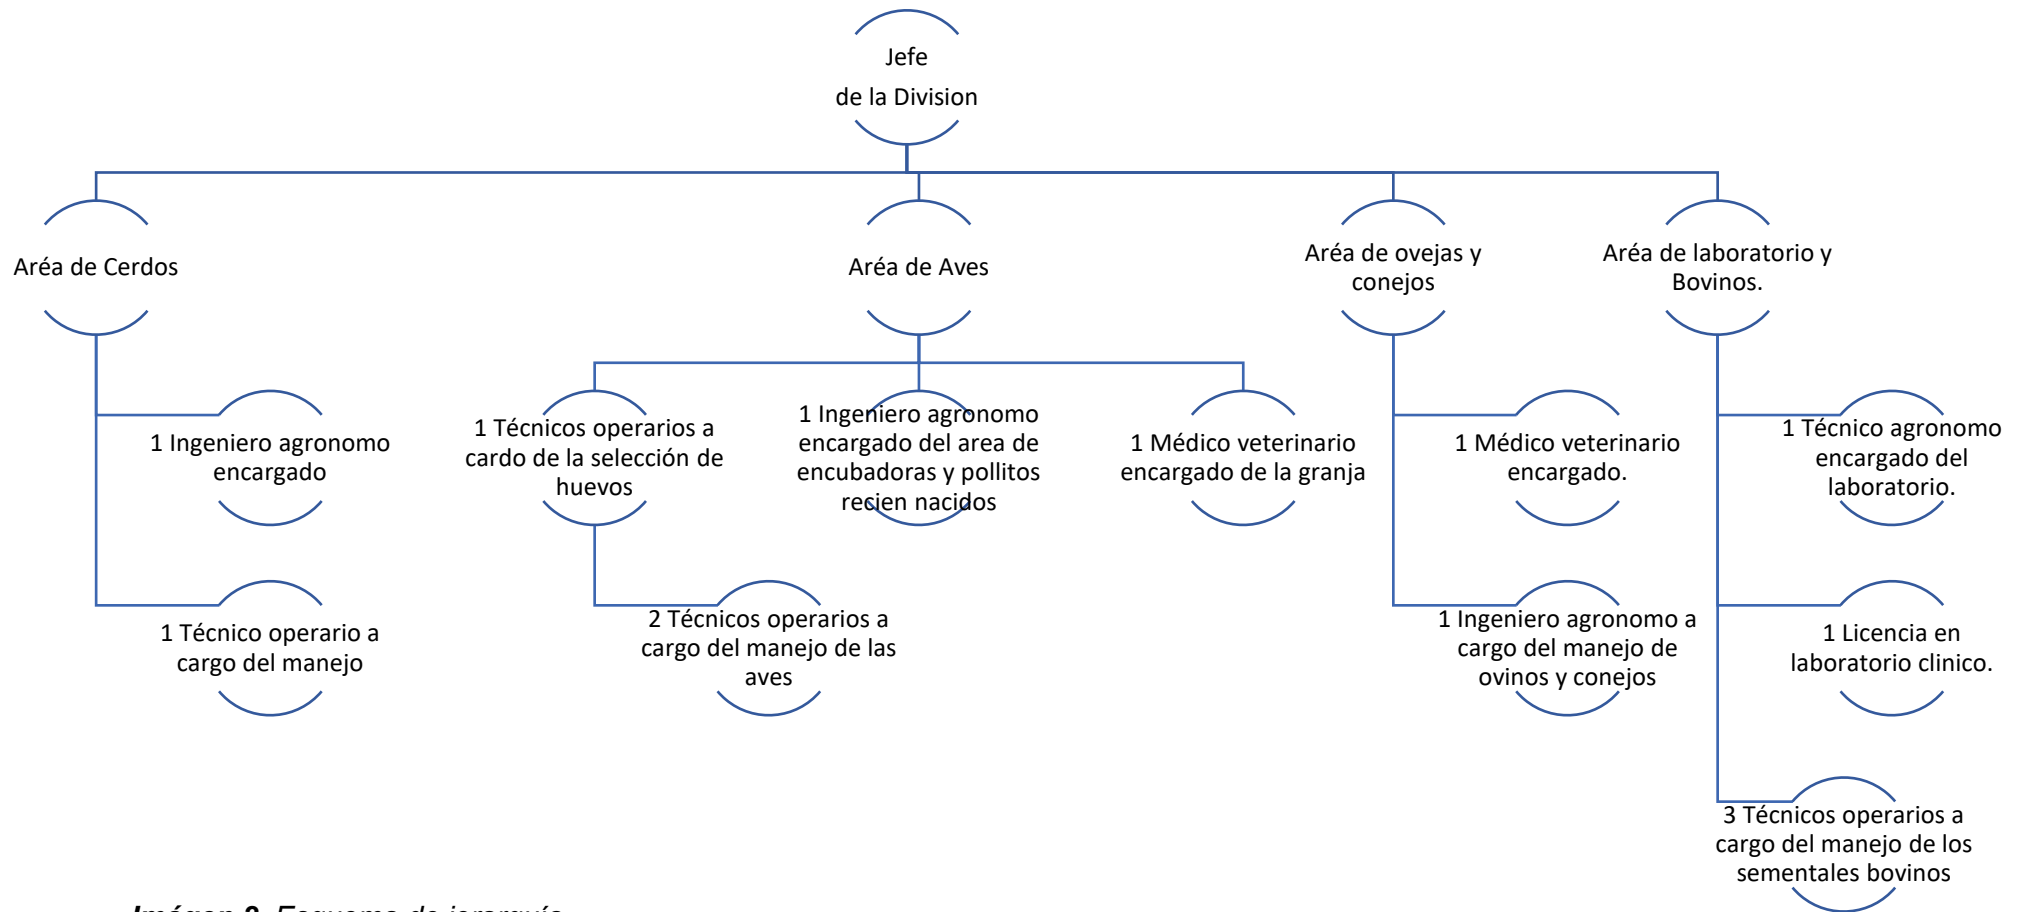 Jefe
de la Division
Aréa de Cerdos
Aréa de Aves
Aréa de ovejas y
conejos
Aréa de laboratorio y
Bovinos.
1 Ingeniero agronomo
encargado
1 Técnico operario a
cargo del manejo
1 Técnicos operarios a
cardo de la selección de
huevos
2 Técnicos operarios a
cargo del manejo de las
aves
1 Ingeniero agronomo
encargado del area de
encubadoras y pollitos
recien nacidos
1 Médico veterinario
encargado de la granja
1 Médico veterinario
encargado.
1 Ingeniero agronomo a
cargo del manejo de
ovinos y conejos
1 Técnico agronomo
encargado del
laboratorio.
1 Licencia en
laboratorio clinico.
3 Técnicos operarios a
cargo del manejo de los
sementales bovinos
Esquema de jerarquía